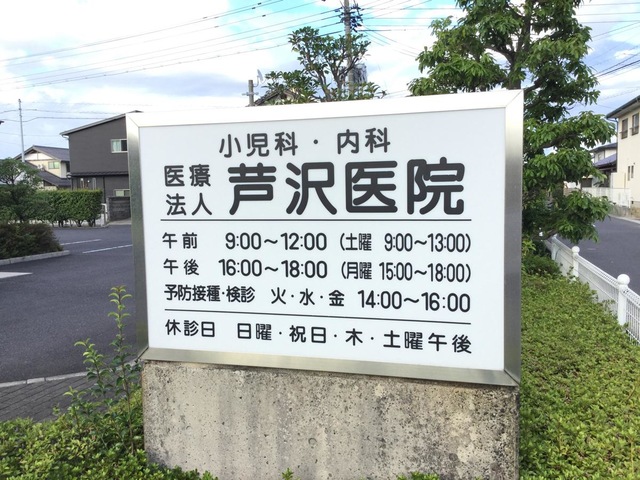 小児科・内科
医療法人 芦沢医院
午前 9:00～12:00 (土曜 9:00～13:00)
午後 16:00～18:00 (月曜 15:00～18:00)
予防接種・検診 火・水・金 14:00～16:00
休診日 日曜・祝日・木・土曜午後